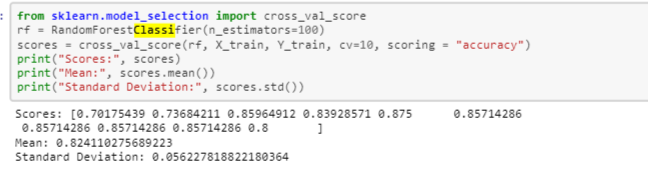 : from sklearn.model_selection import cross_val_score
rf = RandomForestClassifier(n_estimators=100)
scores = cross_val_score(rf, X_train, Y_train, cv=10, scoring = "accuracy")
print("Scores:", scores)
print("Mean:", scores.mean())
print("Standard Deviation:", scores.std())
Scores: [0.70175439 0.73684211 0.85964912 0.83928571 0.875      0.85714286
 0.85714286 0.85714286 0.85714286 0.8       ]
Mean: 0.824110275689223
Standard Deviation: 0.056227818822180364